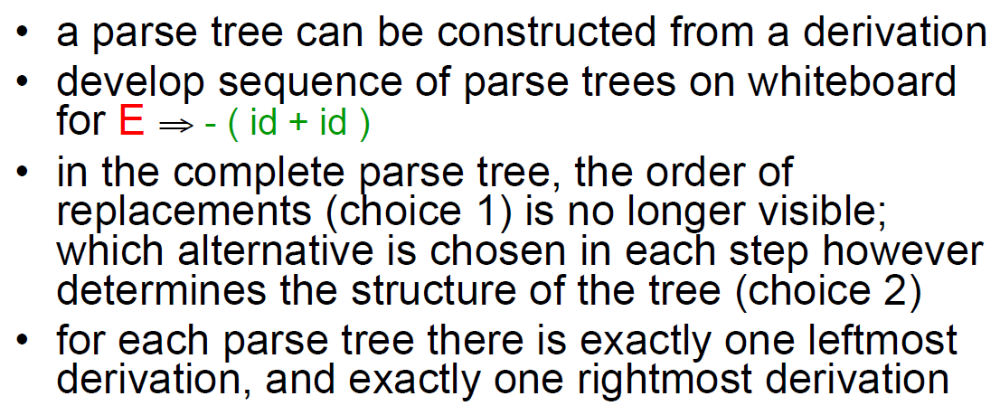 • a parse tree can be constructed from a derivation
• develop sequence of parse trees on whiteboard
for E ⇒ - ( id + id )
• in the complete parse tree, the order of
replacements (choice 1) is no longer visible;
which alternative is chosen in each step however
determines the structure of the tree (choice 2)
• for each parse tree there is exactly one leftmost
derivation, and exactly one rightmost derivation